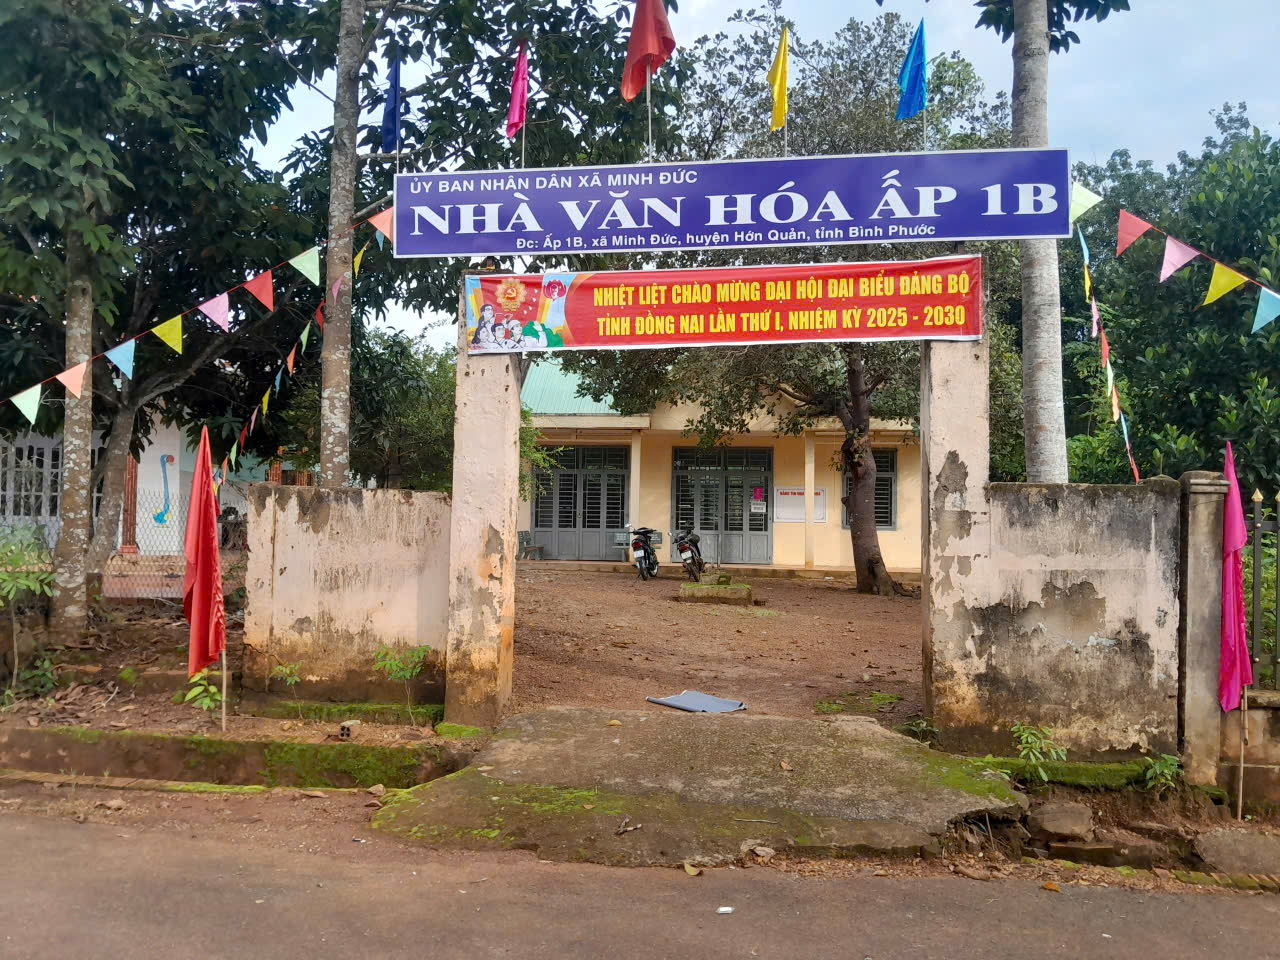 ỦY BAN NHÂN DÂN XÃ MINH ĐỨC
NHÀ VĂN HÓA ẤP 1B
Đc: Ấp 1B, xã Minh Đức, huyện Hớn Quản, tỉnh Bình Phước
NHIỆT LIỆT CHÀO MỪNG ĐẠI HỘI ĐẠI BIỂU ĐẢNG BỘ
TỈNH ĐỒNG NAI LẦN THỨ I, NHIỆM KỲ 2025 - 2030